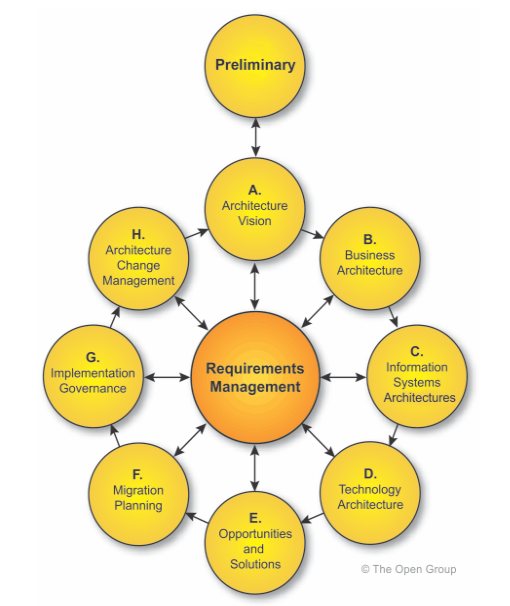 Preliminary
A.
Architecture
Vision
B.
Business
Architecture
C.
Information
Systems
Architectures
D.
Technology
Architecture
E.
Opportunities
and
Solutions
F.
Migration
Planning
G.
Implementation
Governance
H.
Architecture
Change
Management
Requirements
Management
© The Open Group